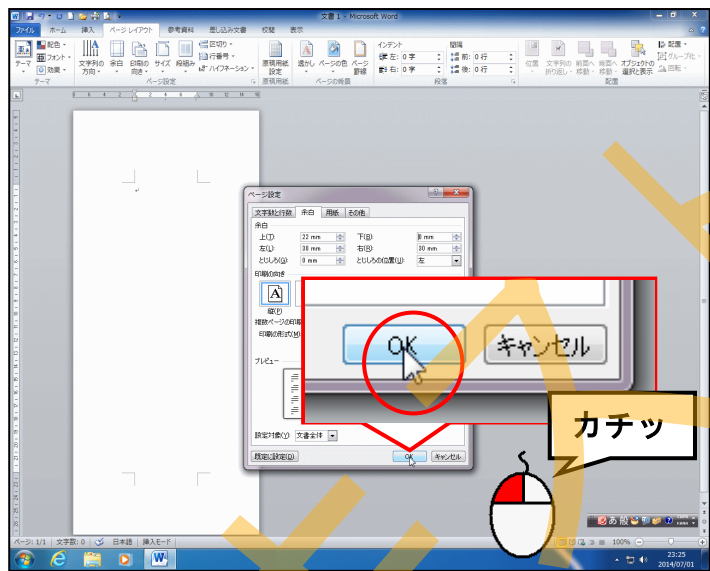 文書 1 - Microsoft Word
ファイル ホーム 挿入 ページ レイアウト 参考資料 差し込み文書 校閲 表示
テーマ
配色
フォント
効果
テーマ
文字列の方向
余白
印刷の向き
サイズ
段組み
区切り
行番号
ハイフネーション
ページ設定
原稿用紙設定
原稿用紙
透かし
ページの色
ページ罫線
ページの背景
インデント
左: 0 字
右: 0 字
間隔
前: 0 行
後: 0 行
段落
位置
文字列の折り返し
前面へ移動
背面へ移動
オブジェクトの選択と表示
配置
グループ化
回転
配置
ページ設定
文字数と行数 余白 用紙 その他
余白
上(T): 22 mm 下(B): 0 mm
左(L): 30 mm 右(R): 30 mm
とじしろ(G): 0 mm とじしろの位置(U): 左
印刷の向き
縦(P)
印刷の形式(M)
プレビュー
設定対象(Y): 文書全体
既定に設定(D) OK キャンセル
OK キャンセル
カチッ
ページ: 1/1 文字数: 0 日本語 挿入モード
100%
あ 般
23:25
2014/07/01